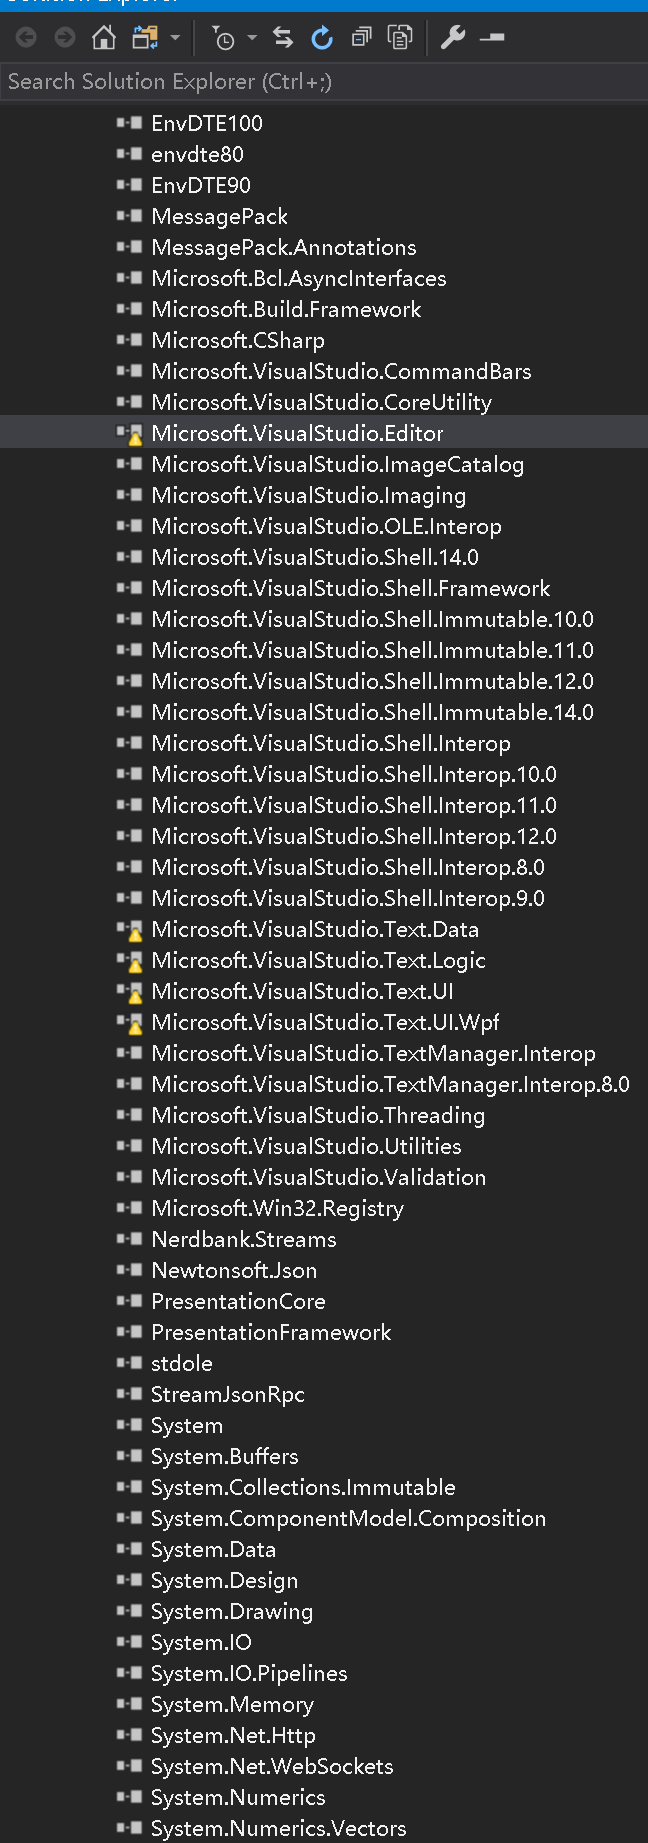 Search Solution Explorer (Ctrl+;)
EnvDTE100
envdte80
EnvDTE90
MessagePack
MessagePack.Annotations
Microsoft.Bcl.AsyncInterfaces
Microsoft.Build.Framework
Microsoft.CSharp
Microsoft.VisualStudio.CommandBars
Microsoft.VisualStudio.CoreUtility
Microsoft.VisualStudio.Editor
Microsoft.VisualStudio.ImageCatalog
Microsoft.VisualStudio.Imaging
Microsoft.VisualStudio.OLE.Interop
Microsoft.VisualStudio.Shell.14.0
Microsoft.VisualStudio.Shell.Framework
Microsoft.VisualStudio.Shell.Immutable.10.0
Microsoft.VisualStudio.Shell.Immutable.11.0
Microsoft.VisualStudio.Shell.Immutable.12.0
Microsoft.VisualStudio.Shell.Immutable.14.0
Microsoft.VisualStudio.Shell.Interop
Microsoft.VisualStudio.Shell.Interop.10.0
Microsoft.VisualStudio.Shell.Interop.11.0
Microsoft.VisualStudio.Shell.Interop.12.0
Microsoft.VisualStudio.Shell.Interop.8.0
Microsoft.VisualStudio.Shell.Interop.9.0
Microsoft.VisualStudio.Text.Data
Microsoft.VisualStudio.Text.Logic
Microsoft.VisualStudio.Text.UI
Microsoft.VisualStudio.Text.UI.Wpf
Microsoft.VisualStudio.TextManager.Interop
Microsoft.VisualStudio.TextManager.Interop.8.0
Microsoft.VisualStudio.Threading
Microsoft.VisualStudio.Utilities
Microsoft.VisualStudio.Validation
Microsoft.Win32.Registry
Nerdbank.Streams
Newtonsoft.Json
PresentationCore
PresentationFramework
stdole
StreamJsonRpc
System
System.Buffers
System.Collections.Immutable
System.ComponentModel.Composition
System.Data
System.Design
System.Drawing
System.IO
System.IO.Pipelines
System.Memory
System.Net.Http
System.Net.WebSockets
System.Numerics
System.Numerics.Vectors